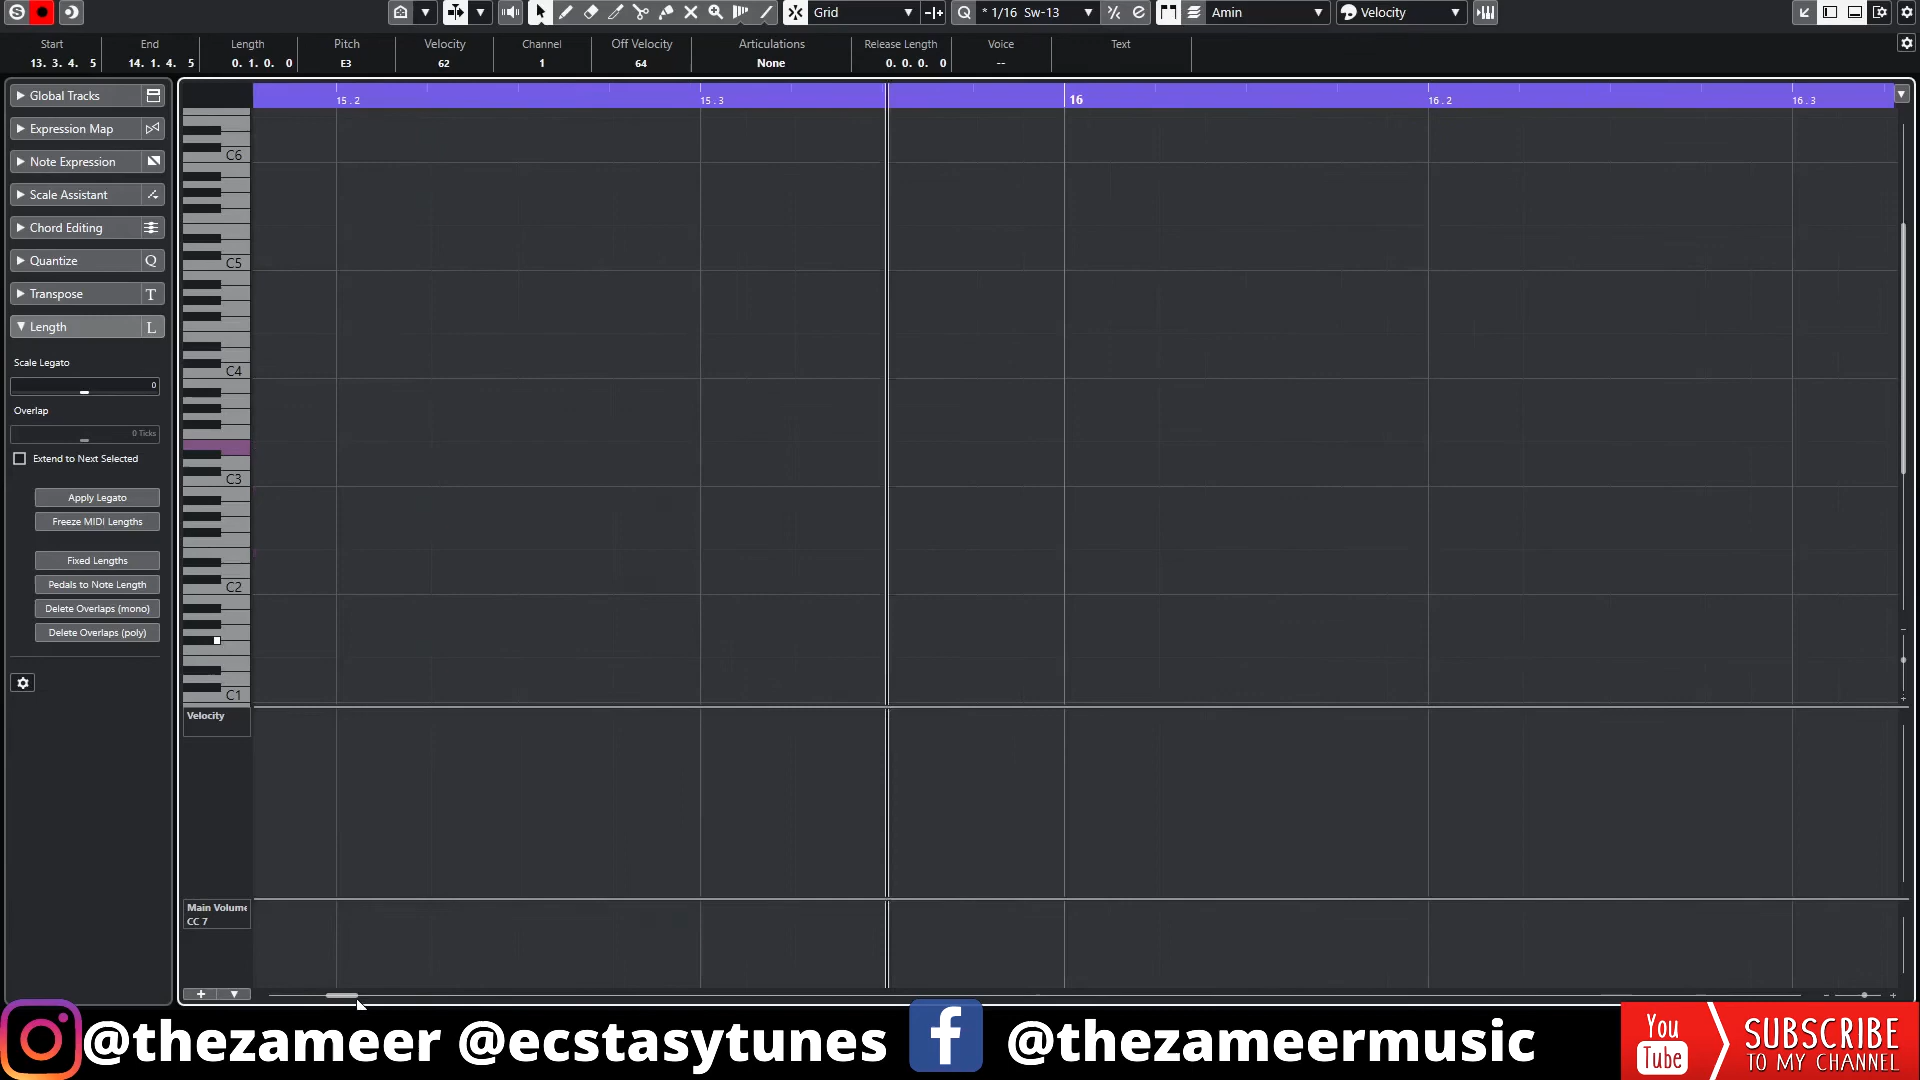 Grid
* 1/16 Sw-13
Amin
Velocity
Start End Length Pitch Velocity Channel Off Velocity Articulations Release Length Voice Text
13. 3. 4. 5 14. 1. 4. 5 0. 1. 0. 0 E3 62 1 64 None 0. 0. 0. 0 --
Global Tracks
Expression Map
Note Expression
Scale Assistant
Chord Editing
Quantize Q
Transpose T
Length L
Scale Legato
0
Overlap
0 Ticks
Extend to Next Selected
Apply Legato
Freeze MIDI Lengths
Fixed Lengths
Pedals to Note Length
Delete Overlaps (mono)
Delete Overlaps (poly)
15.2 15.3 16 16.2 16.3
C6
C5
C4
C3
C2
C1
Velocity
Main Volume
CC 7
@thezameer @ecstasytunes @thezameermusic
You Tube
SUBSCRIBE
TO MY CHANNEL